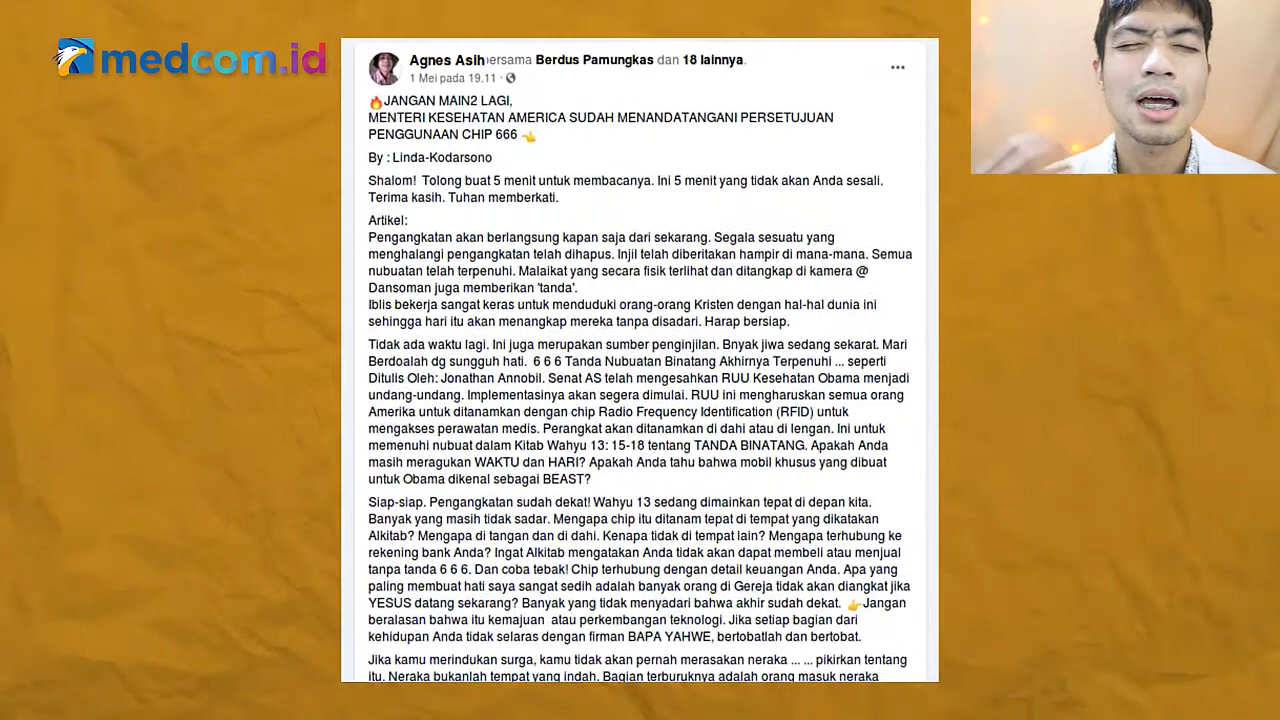 medcom.id
Agnes Asih bersama Berdus Pamungkas dan 18 lainnya.
1 Mei pada 19.11 ·
🔥JANGAN MAIN2 LAGI,
MENTERI KESEHATAN AMERICA SUDAH MENANDATANGANI PERSETUJUAN
PENGGUNAAN CHIP 666 👈
By : Linda-Kodarsono
Shalom! Tolong buat 5 menit untuk membacanya. Ini 5 menit yang tidak akan Anda sesali.
Terima kasih. Tuhan memberkati.
Artikel:
Pengangkatan akan berlangsung kapan saja dari sekarang. Segala sesuatu yang
menghalangi pengangkatan telah dihapus. Injil telah diberitakan hampir di mana-mana. Semua
nubuatan telah terpenuhi. Malaikat yang secara fisik terlihat dan ditangkap di kamera @
Dansoman juga memberikan 'tanda'.
Iblis bekerja sangat keras untuk menduduki orang-orang Kristen dengan hal-hal dunia ini
sehingga hari itu akan menangkap mereka tanpa disadari. Harap bersiap.
Tidak ada waktu lagi. Ini juga merupakan sumber penginjilan. Bnyak jiwa sedang sekarat. Mari
Berdoalah dg sungguh hati. 6 6 6 Tanda Nubuatan Binatang Akhirnya Terpenuhi ... seperti
Ditulis Oleh: Jonathan Annobil. Senat AS telah mengesahkan RUU Kesehatan Obama menjadi
undang-undang. Implementasinya akan segera dimulai. RUU ini mengharuskan semua orang
Amerika untuk ditanamkan dengan chip Radio Frequency Identification (RFID) untuk
mengakses perawatan medis. Perangkat akan ditanamkan di dahi atau di lengan. Ini untuk
memenuhi nubuat dalam Kitab Wahyu 13: 15-18 tentang TANDA BINATANG. Apakah Anda
masih meragukan WAKTU dan HARI? Apakah Anda tahu bahwa mobil khusus yang dibuat
untuk Obama dikenal sebagai BEAST?
Siap-siap. Pengangkatan sudah dekat! Wahyu 13 sedang dimainkan tepat di depan kita.
Banyak yang masih tidak sadar. Mengapa chip itu ditanam tepat di tempat yang dikatakan
Alkitab? Mengapa di tangan dan di dahi. Kenapa tidak di tempat lain? Mengapa terhubung ke
rekening bank Anda? Ingat Alkitab mengatakan Anda tidak akan dapat membeli atau menjual
tanpa tanda 6 6 6. Dan coba tebak! Chip terhubung dengan detail keuangan Anda. Apa yang
paling membuat hati saya sangat sedih adalah banyak orang di Gereja tidak akan diangkat jika
YESUS datang sekarang? Banyak yang tidak menyadari bahwa akhir sudah dekat. 👉Jangan
beralasan bahwa itu kemajuan atau perkembangan teknologi. Jika setiap bagian dari
kehidupan Anda tidak selaras dengan firman BAPA YAHWE, bertobatlah dan bertobat.
Jika kamu merindukan surga, kamu tidak akan pernah merasakan neraka ... ... pikirkan tentang
itu. Neraka bukanlah tempat yang indah. Bagian terburuknya adalah orang masuk neraka